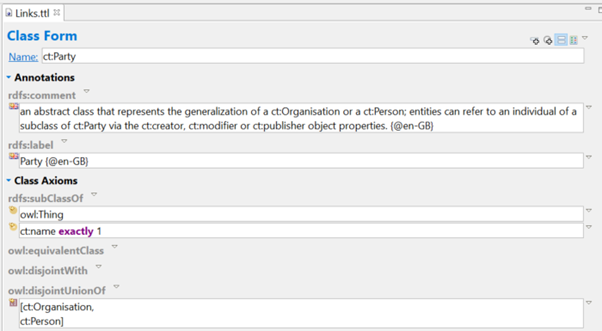 Links.ttl
Class Form
Name: ct:Party
Annotations
rdfs:comment
an abstract class that represents the generalization of a ct:Organisation or a ct:Person; entities can refer to an individual of a
subclass of ct:Party via the ct:creator, ct:modifier or ct:publisher object properties. {@en-GB}
rdfs:label
Party {@en-GB}
Class Axioms
rdfs:subClassOf
owl:Thing
ct:name exactly 1
owl:equivalentClass
owl:disjointWith
owl:disjointUnionOf
[ct:Organisation,
ct:Person]